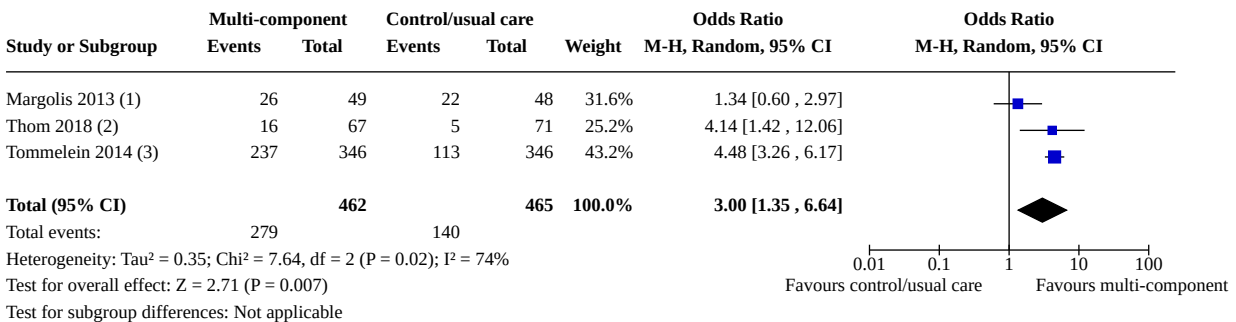 Multi-component Control/usual care Odds Ratio Odds Ratio
Study or Subgroup Events Total Events Total Weight M-H, Random, 95% CI M-H, Random, 95% CI
Margolis 2013 (1) 26 49 22 48 31.6% 1.34 [0.60 , 2.97]
Thom 2018 (2) 16 67 5 71 25.2% 4.14 [1.42 , 12.06]
Tommelein 2014 (3) 237 346 113 346 43.2% 4.48 [3.26 , 6.17]
Total (95% CI) 462 465 100.0% 3.00 [1.35 , 6.64]
Total events: 279 140
Heterogeneity: Tau² = 0.35; Chi² = 7.64, df = 2 (P = 0.02); I² = 74%
0.01 0.1 1 10 100
Test for overall effect: Z = 2.71 (P = 0.007)
Favours control/usual care Favours multi-component
Test for subgroup differences: Not applicable